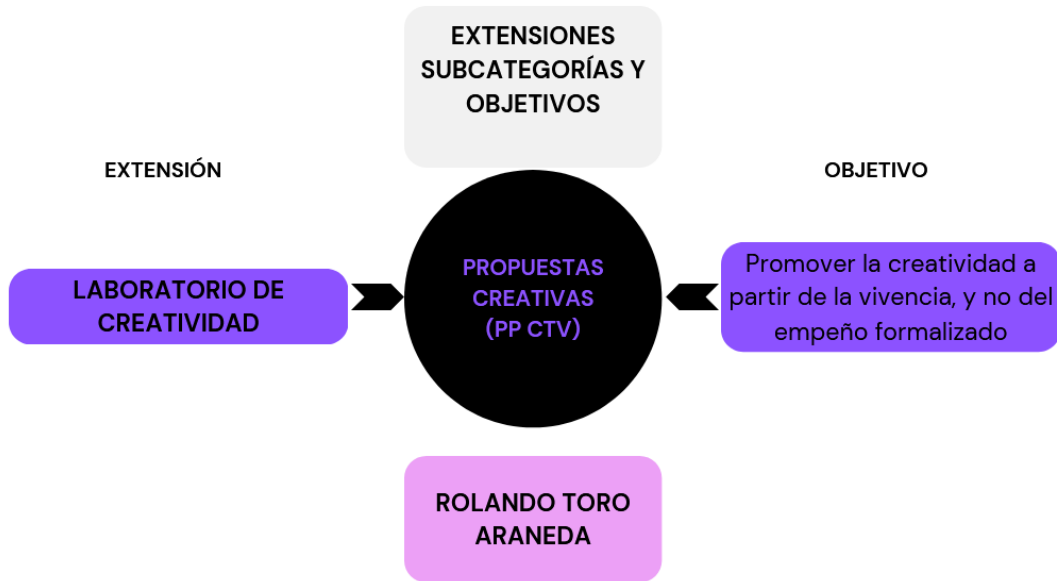 EXTENSIONES
SUBCATEGORÍAS Y
OBJETIVOS
EXTENSIÓN
OBJETIVO
LABORATORIO DE
CREATIVIDAD
PROPUESTAS
CREATIVAS
(PP CTV)
Promover la creatividad a
partir de la vivencia, y no del
empeño formalizado
ROLANDO TORO
ARANEDA